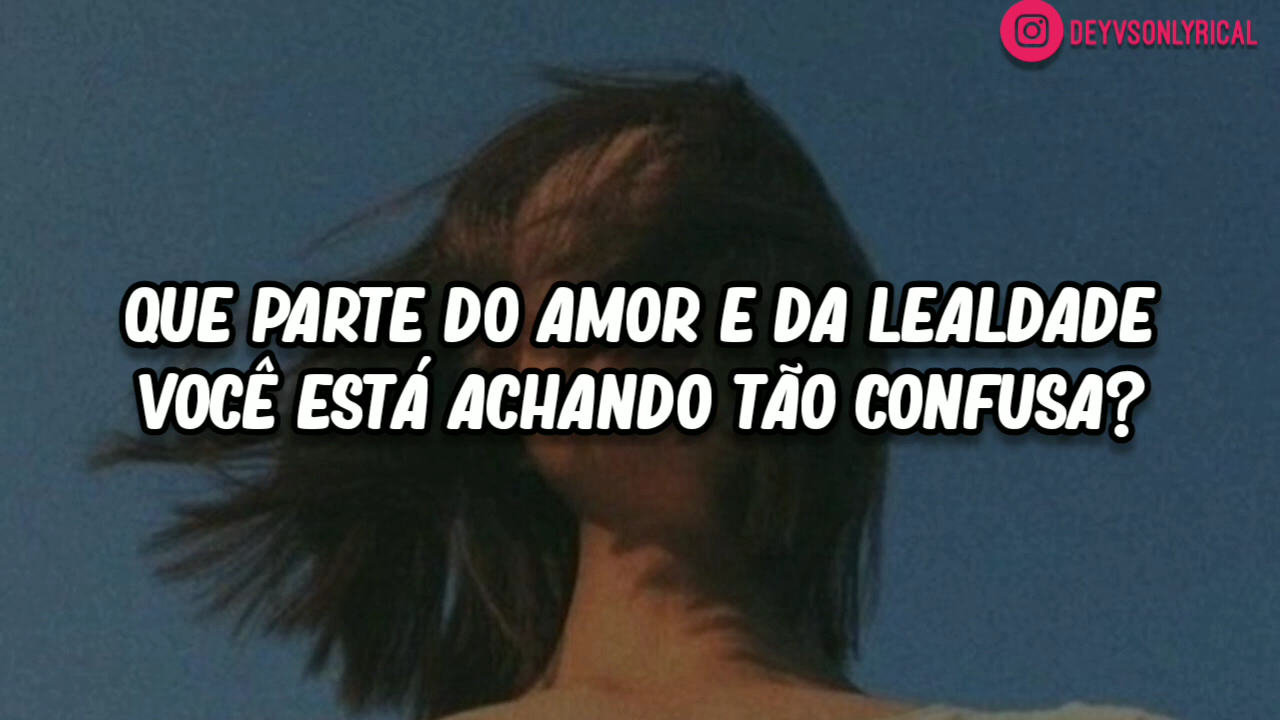 DEYVSONLYRICAL
QUE PARTE DO AMOR E DA LEALDADE
VOCÊ ESTÁ ACHANDO TÃO CONFUSA?